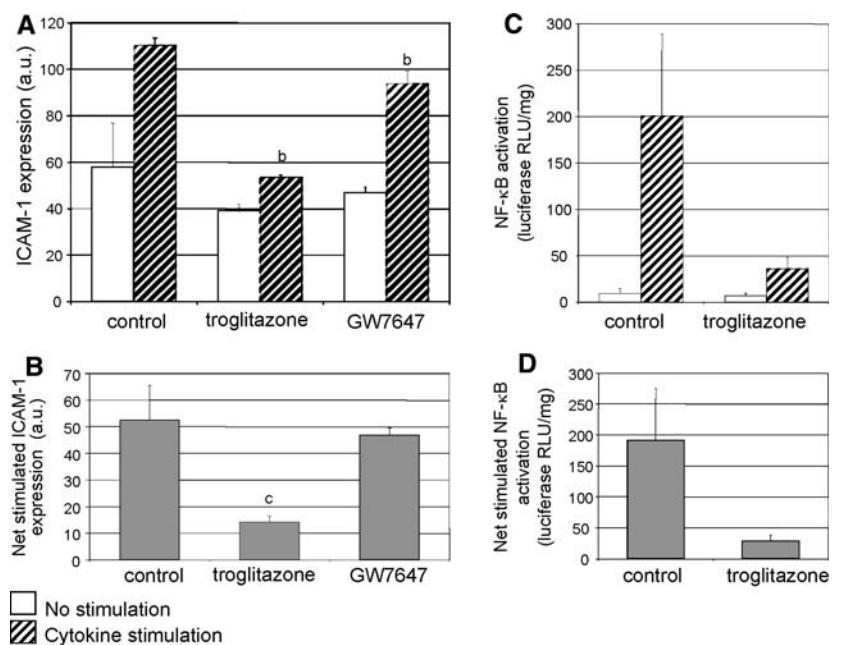 A
ICAM-1 expression (a.u.)
120
100
80
60
40
20
0
b
b
control
troglitazone
GW7647
B
Net stimulated ICAM-1
expression (a.u.)
70
60
50
40
30
20
10
0
c
control
troglitazone
GW7647
No stimulation
Cytokine stimulation
C
NF-κB activation
(luciferase RLU/mg)
300
250
200
150
100
50
0
control
troglitazone
D
Net stimulated NF-κB
activation
(luciferase RLU/mg)
300
250
200
150
100
50
0
control
troglitazone